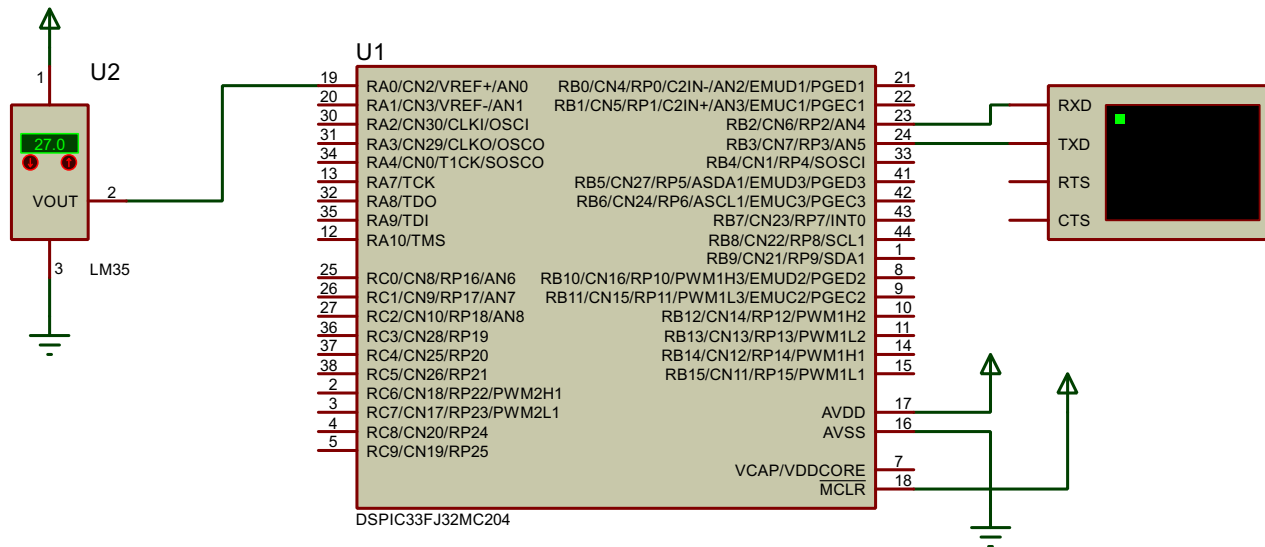 U1
U2
1
27.0
VOUT
2
3
LM35
19 RA0/CN2/VREF+/AN0
20 RA1/CN3/VREF-/AN1
30 RA2/CN30/CLKI/OSCI
31 RA3/CN29/CLKO/OSCO
34 RA4/CN0/T1CK/SOSCO
13 RA7/TCK
32 RA8/TDO
35 RA9/TDI
12 RA10/TMS
25 RC0/CN8/RP16/AN6
26 RC1/CN9/RP17/AN7
27 RC2/CN10/RP18/AN8
36 RC3/CN28/RP19
37 RC4/CN25/RP20
38 RC5/CN26/RP21
2 RC6/CN18/RP22/PWM2H1
3 RC7/CN17/RP23/PWM2L1
4 RC8/CN20/RP24
5 RC9/CN19/RP25
RB0/CN4/RP0/C2IN-/AN2/EMUD1/PGED1 21
RB1/CN5/RP1/C2IN+/AN3/EMUC1/PGEC1 22
RB2/CN6/RP2/AN4 23
RB3/CN7/RP3/AN5 24
RB4/CN1/RP4/SOSCI 33
RB5/CN27/RP5/ASDA1/EMUD3/PGED3 41
RB6/CN24/RP6/ASCL1/EMUC3/PGEC3 42
RB7/CN23/RP7/INT0 43
RB8/CN22/RP8/SCL1 44
RB9/CN21/RP9/SDA1 1
RB10/CN16/RP10/PWM1H3/EMUD2/PGED2 8
RB11/CN15/RP11/PWM1L3/EMUC2/PGEC2 9
RB12/CN14/RP12/PWM1H2 10
RB13/CN13/RP13/PWM1L2 11
RB14/CN12/RP14/PWM1H1 14
RB15/CN11/RP15/PWM1L1 15
AVDD 17
AVSS 16
VCAP/VDDCORE 7
MCLR 18
DSPIC33FJ32MC204
RXD
TXD
RTS
CTS